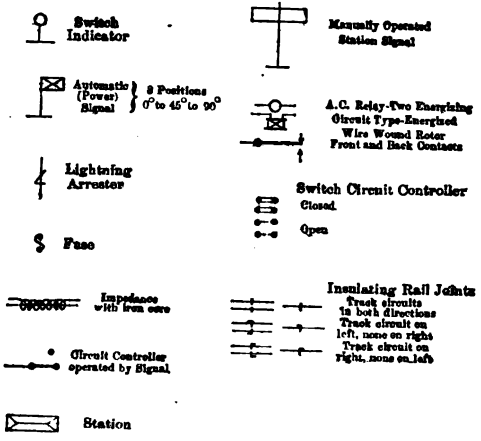 Switch
Indicator
Automatic
(Power)
Signal
3 Positions
0° to 45° to 90°
Lightning
Arrester
Fuse
Impedance
with iron core
Circuit Controller
operated by Signal
Station
Manually Operated
Station Signal
A.C. Relay-Two Energizing
Circuit Type-Energized
Wire Wound Rotor
Front and Back Contacts
Switch Circuit Controller
Closed
Open
Insulating Rail Joints
Track circuits
in both directions
Track circuit on
left, none on right
Track circuit on
right, none on left